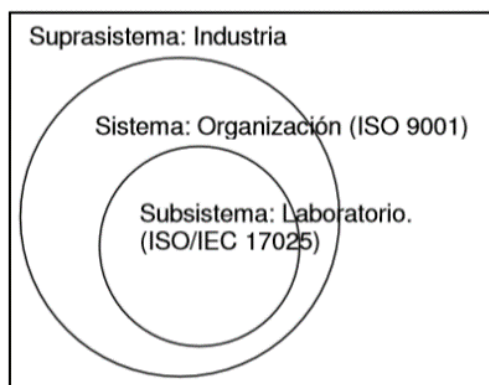 Suprasistema: Industria
Sistema: Organización (ISO 9001)
Subsistema: Laboratorio.
(ISO/IEC 17025)